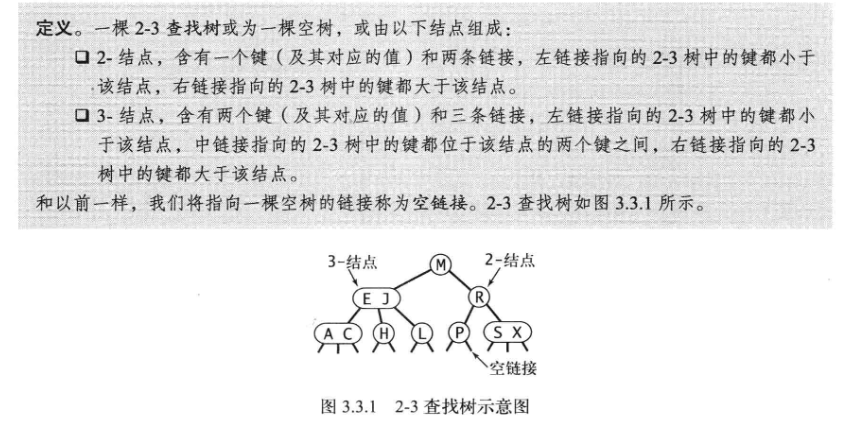 定义。一棵 2-3 查找树或为一棵空树，或由以下结点组成：
❏ 2- 结点，含有一个键（及其对应的值）和两条链接，左链接指向的 2-3 树中的键都小于
该结点，右链接指向的 2-3 树中的键都大于该结点。
❏ 3- 结点，含有两个键（及其对应的值）和三条链接，左链接指向的 2-3 树中的键都小
于该结点，中链接指向的 2-3 树中的键都位于该结点的两个键之间，右链接指向的 2-3
树中的键都大于该结点。
和以前一样，我们将指向一棵空树的链接称为空链接。2-3 查找树如图 3.3.1 所示。
3-结点
M
2-结点
E J
R
A C
H
L
P
S X
空链接
图 3.3.1 2-3 查找树示意图